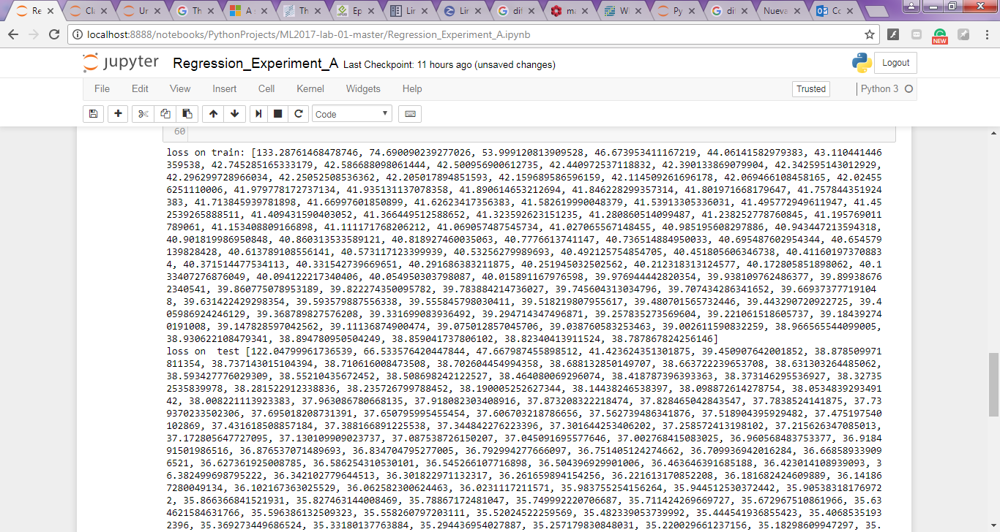 Re
Cl
Ur
Th
A
Th
Ep
Lir
Lir
dif
ma
W
Py
dif
Nueva
Co
localhost:8888/notebooks/PythonProjects/ML2017-lab-01-master/Regression_Experiment_A.ipynb
NEW
jupyter Regression_Experiment_A Last Checkpoint: 11 hours ago (unsaved changes)
Logout
File Edit View Insert Cell Kernel Widgets Help
Trusted
Python 3
Code
60
loss on train: [133.28761468478746, 74.690090239277026, 53.999120813909528, 46.673953411167219, 44.06141582979383, 43.110441446
359538, 42.745285165333179, 42.586688098061444, 42.500956900612735, 42.440972537118832, 42.390133869079904, 42.342595143012929,
42.296299728966034, 42.25052508536362, 42.205017894851593, 42.159689586596159, 42.114509261696178, 42.069466108458165, 42.02455
6251110006, 41.979778172737134, 41.935131137078358, 41.890614653212694, 41.846228299357314, 41.801971668179647, 41.757844351924
383, 41.713845939781898, 41.66997601850899, 41.62623417356383, 41.582619990048379, 41.53913305336031, 41.495772949611947, 41.45
2539265888511, 41.409431590403052, 41.366449512588652, 41.323592623151235, 41.280860514099487, 41.238252778760845, 41.195769011
789061, 41.153408809166898, 41.111171768206212, 41.069057487545734, 41.027065567148455, 40.985195608297886, 40.943447213594318,
40.901819986950848, 40.860313533589121, 40.818927460035063, 40.7776613741147, 40.736514884950033, 40.695487602954344, 40.654579
139828428, 40.613789108556141, 40.573117123399939, 40.53256279989693, 40.492125754854705, 40.451805606346738, 40.41160197370883
4, 40.371514477534113, 40.331542739669651, 40.291686383211875, 40.251945032502562, 40.212318313124577, 40.172805851898062, 40.1
33407276876049, 40.094122217340406, 40.054950303798087, 40.015891167976598, 39.976944442820354, 39.938109762486377, 39.89938676
2340541, 39.860775078953189, 39.822274350095782, 39.783884214736027, 39.745604313034796, 39.707434286341652, 39.66937377719104
8, 39.631422429298354, 39.593579887556338, 39.555845798030411, 39.518219807955617, 39.480701565732446, 39.443290720922725, 39.4
05986924246129, 39.368789827576208, 39.331699083936492, 39.294714347496871, 39.257835273569604, 39.221061518605737, 39.18439274
0191008, 39.147828597042562, 39.11136874900474, 39.075012857045706, 39.038760583253463, 39.002611590832259, 38.966565544099005,
38.930622108479341, 38.894780950504249, 38.859041737806102, 38.82340413911524, 38.787867824256146]
loss on  test [122.04799961736539, 66.533576420447844, 47.667987455898512, 41.423624351301875, 39.450907642001852, 38.878509971
811354, 38.737143015104394, 38.710616008473508, 38.702604454994358, 38.688132850149707, 38.663722239653708, 38.631303264485062,
38.593427776029309, 38.55210435672452, 38.508698242122527, 38.464080069296074, 38.418787396393363, 38.373146295536927, 38.32735
2535839978, 38.281522912338836, 38.235726799788452, 38.190005252627344, 38.14438246538397, 38.098872614278754, 38.0534839293491
42, 38.008221113923383, 37.963086780668135, 37.918082303408916, 37.873208322218474, 37.828465042843547, 37.7838524141875, 37.73
9370233502306, 37.695018208731391, 37.650795995455454, 37.606703218786656, 37.562739486341876, 37.518904395929482, 37.475197540
102869, 37.431618508857184, 37.388166891225538, 37.344842276223396, 37.301644253406202, 37.258572413198102, 37.215626347085013,
37.172805647727095, 37.130109909023737, 37.087538726150207, 37.045091695577646, 37.002768415083025, 36.960568483753377, 36.9184
91501986516, 36.876537071489693, 36.834704795277005, 36.792994277666097, 36.751405124274662, 36.709936942016284, 36.66858933909
6521, 36.627361925008785, 36.586254310530101, 36.545266107716898, 36.504396929901006, 36.463646391685188, 36.423014108939093, 3
6.382499698795222, 36.342102779644513, 36.301822971132317, 36.261659894154256, 36.221613170852208, 36.181682424609889, 36.14186
7280049134, 36.102167363025529, 36.062582300624463, 36.0231117211571, 35.983755254156264, 35.944512530372442, 35.90538318176972
2, 35.866366841521931, 35.827463144008469, 35.78867172481047, 35.749992220706687, 35.711424269669727, 35.672967510861966, 35.63
4621584631766, 35.596386132509323, 35.558260797203111, 35.52024522259569, 35.482339053739992, 35.444541936855423, 35.4068535193
2396, 35.369273449686524, 35.33180137763884, 35.294436954027887, 35.257179830848031, 35.220029661237156, 35.18298609947297, 35.